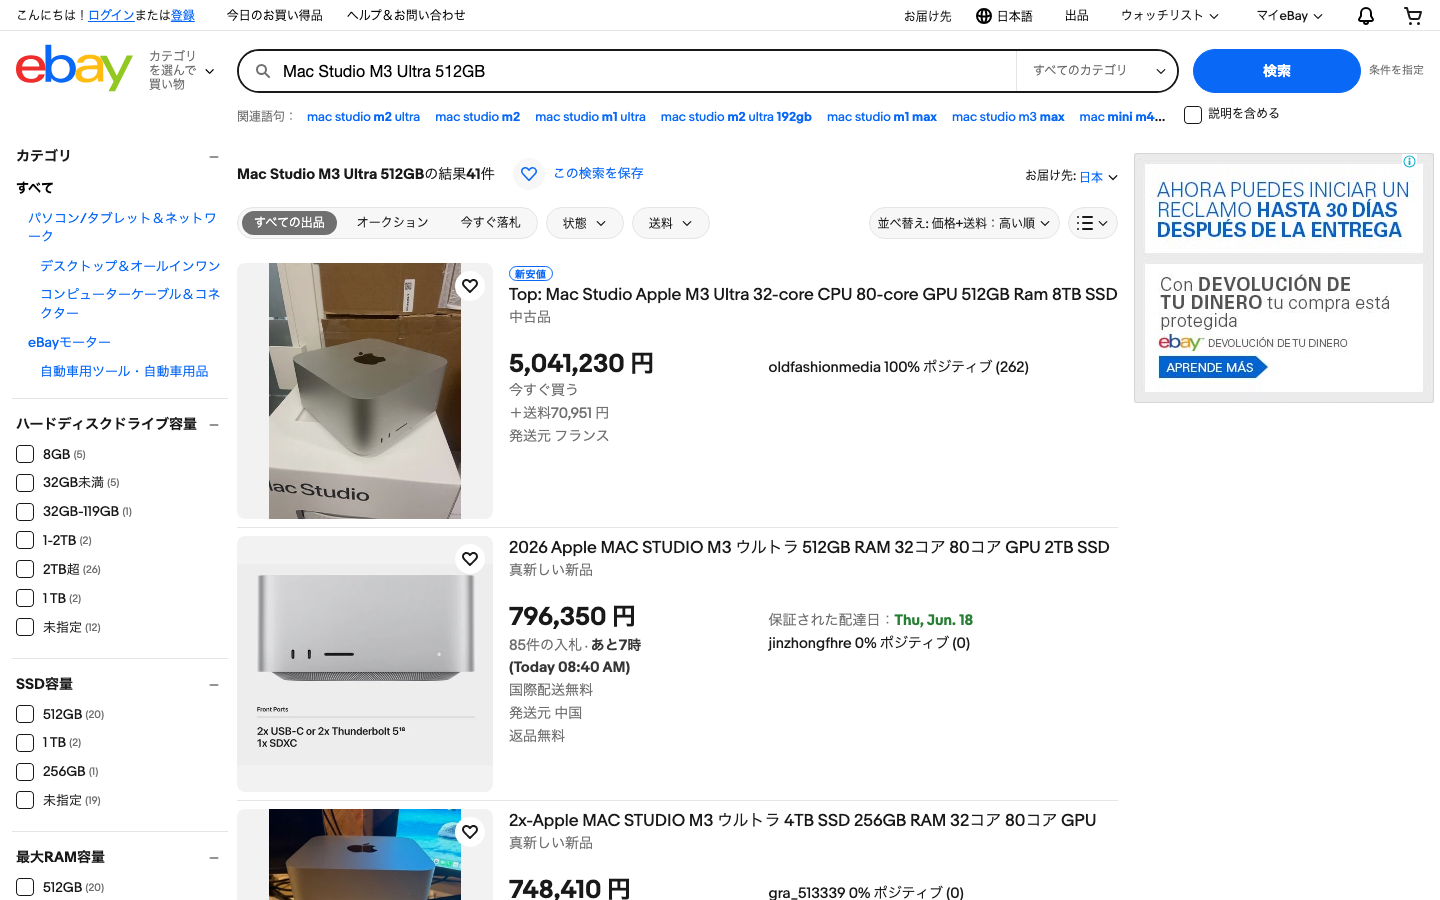 こんにちは！ログインまたは登録
今日のお買い得品
ヘルプ＆お問い合わせ
お届け先
日本語
出品
ウォッチリスト
マイeBay
ebay
カテゴリを選んで買い物
Mac Studio M3 Ultra 512GB
すべてのカテゴリ
検索
条件を指定
関連語句：
mac studio m2 ultra
mac studio m2
mac studio m1 ultra
mac studio m2 ultra 192gb
mac studio m1 max
mac studio m3 max
mac mini m4...
説明を含める
カテゴリ
すべて
パソコン/タブレット＆ネットワーク
デスクトップ＆オールインワン
コンピューターケーブル＆コネクター
eBayモーター
自動車用ツール・自動車用品
ハードディスクドライブ容量
8GB (5)
32GB未満 (5)
32GB-119GB (1)
1-2TB (2)
2TB超 (26)
1 TB (2)
未指定 (12)
SSD容量
512GB (20)
1 TB (2)
256GB (1)
未指定 (19)
最大RAM容量
512GB (20)
Mac Studio M3 Ultra 512GBの結果41件
この検索を保存
お届け先: 日本
すべての出品
オークション
今すぐ落札
状態
送料
並べ替え: 価格+送料：高い順
新安値
Top: Mac Studio Apple M3 Ultra 32-core CPU 80-core GPU 512GB Ram 8TB SSD
中古品
5,041,230 円
今すぐ買う
＋送料70,951 円
発送元 フランス
oldfashionmedia 100% ポジティブ (262)
ac Studio
2026 Apple MAC STUDIO M3 ウルトラ 512GB RAM 32コア 80コア GPU 2TB SSD
真新しい新品
796,350 円
85件の入札 · あと7時
(Today 08:40 AM)
国際配送無料
発送元 中国
返品無料
保証された配達日：Thu, Jun. 18
jinzhongfhre 0% ポジティブ (0)
Front Ports
2x USB-C or 2x Thunderbolt 5¹⁶
1x SDXC
2x-Apple MAC STUDIO M3 ウルトラ 4TB SSD 256GB RAM 32コア 80コア GPU
真新しい新品
748,410 円
gra_513339 0% ポジティブ (0)
AHORA PUEDES INICIAR UN
RECLAMO HASTA 30 DÍAS
DESPUÉS DE LA ENTREGA
Con DEVOLUCIÓN DE
TU DINERO tu compra está
protegida
ebay™ DEVOLUCIÓN DE TU DINERO
APRENDE MÁS